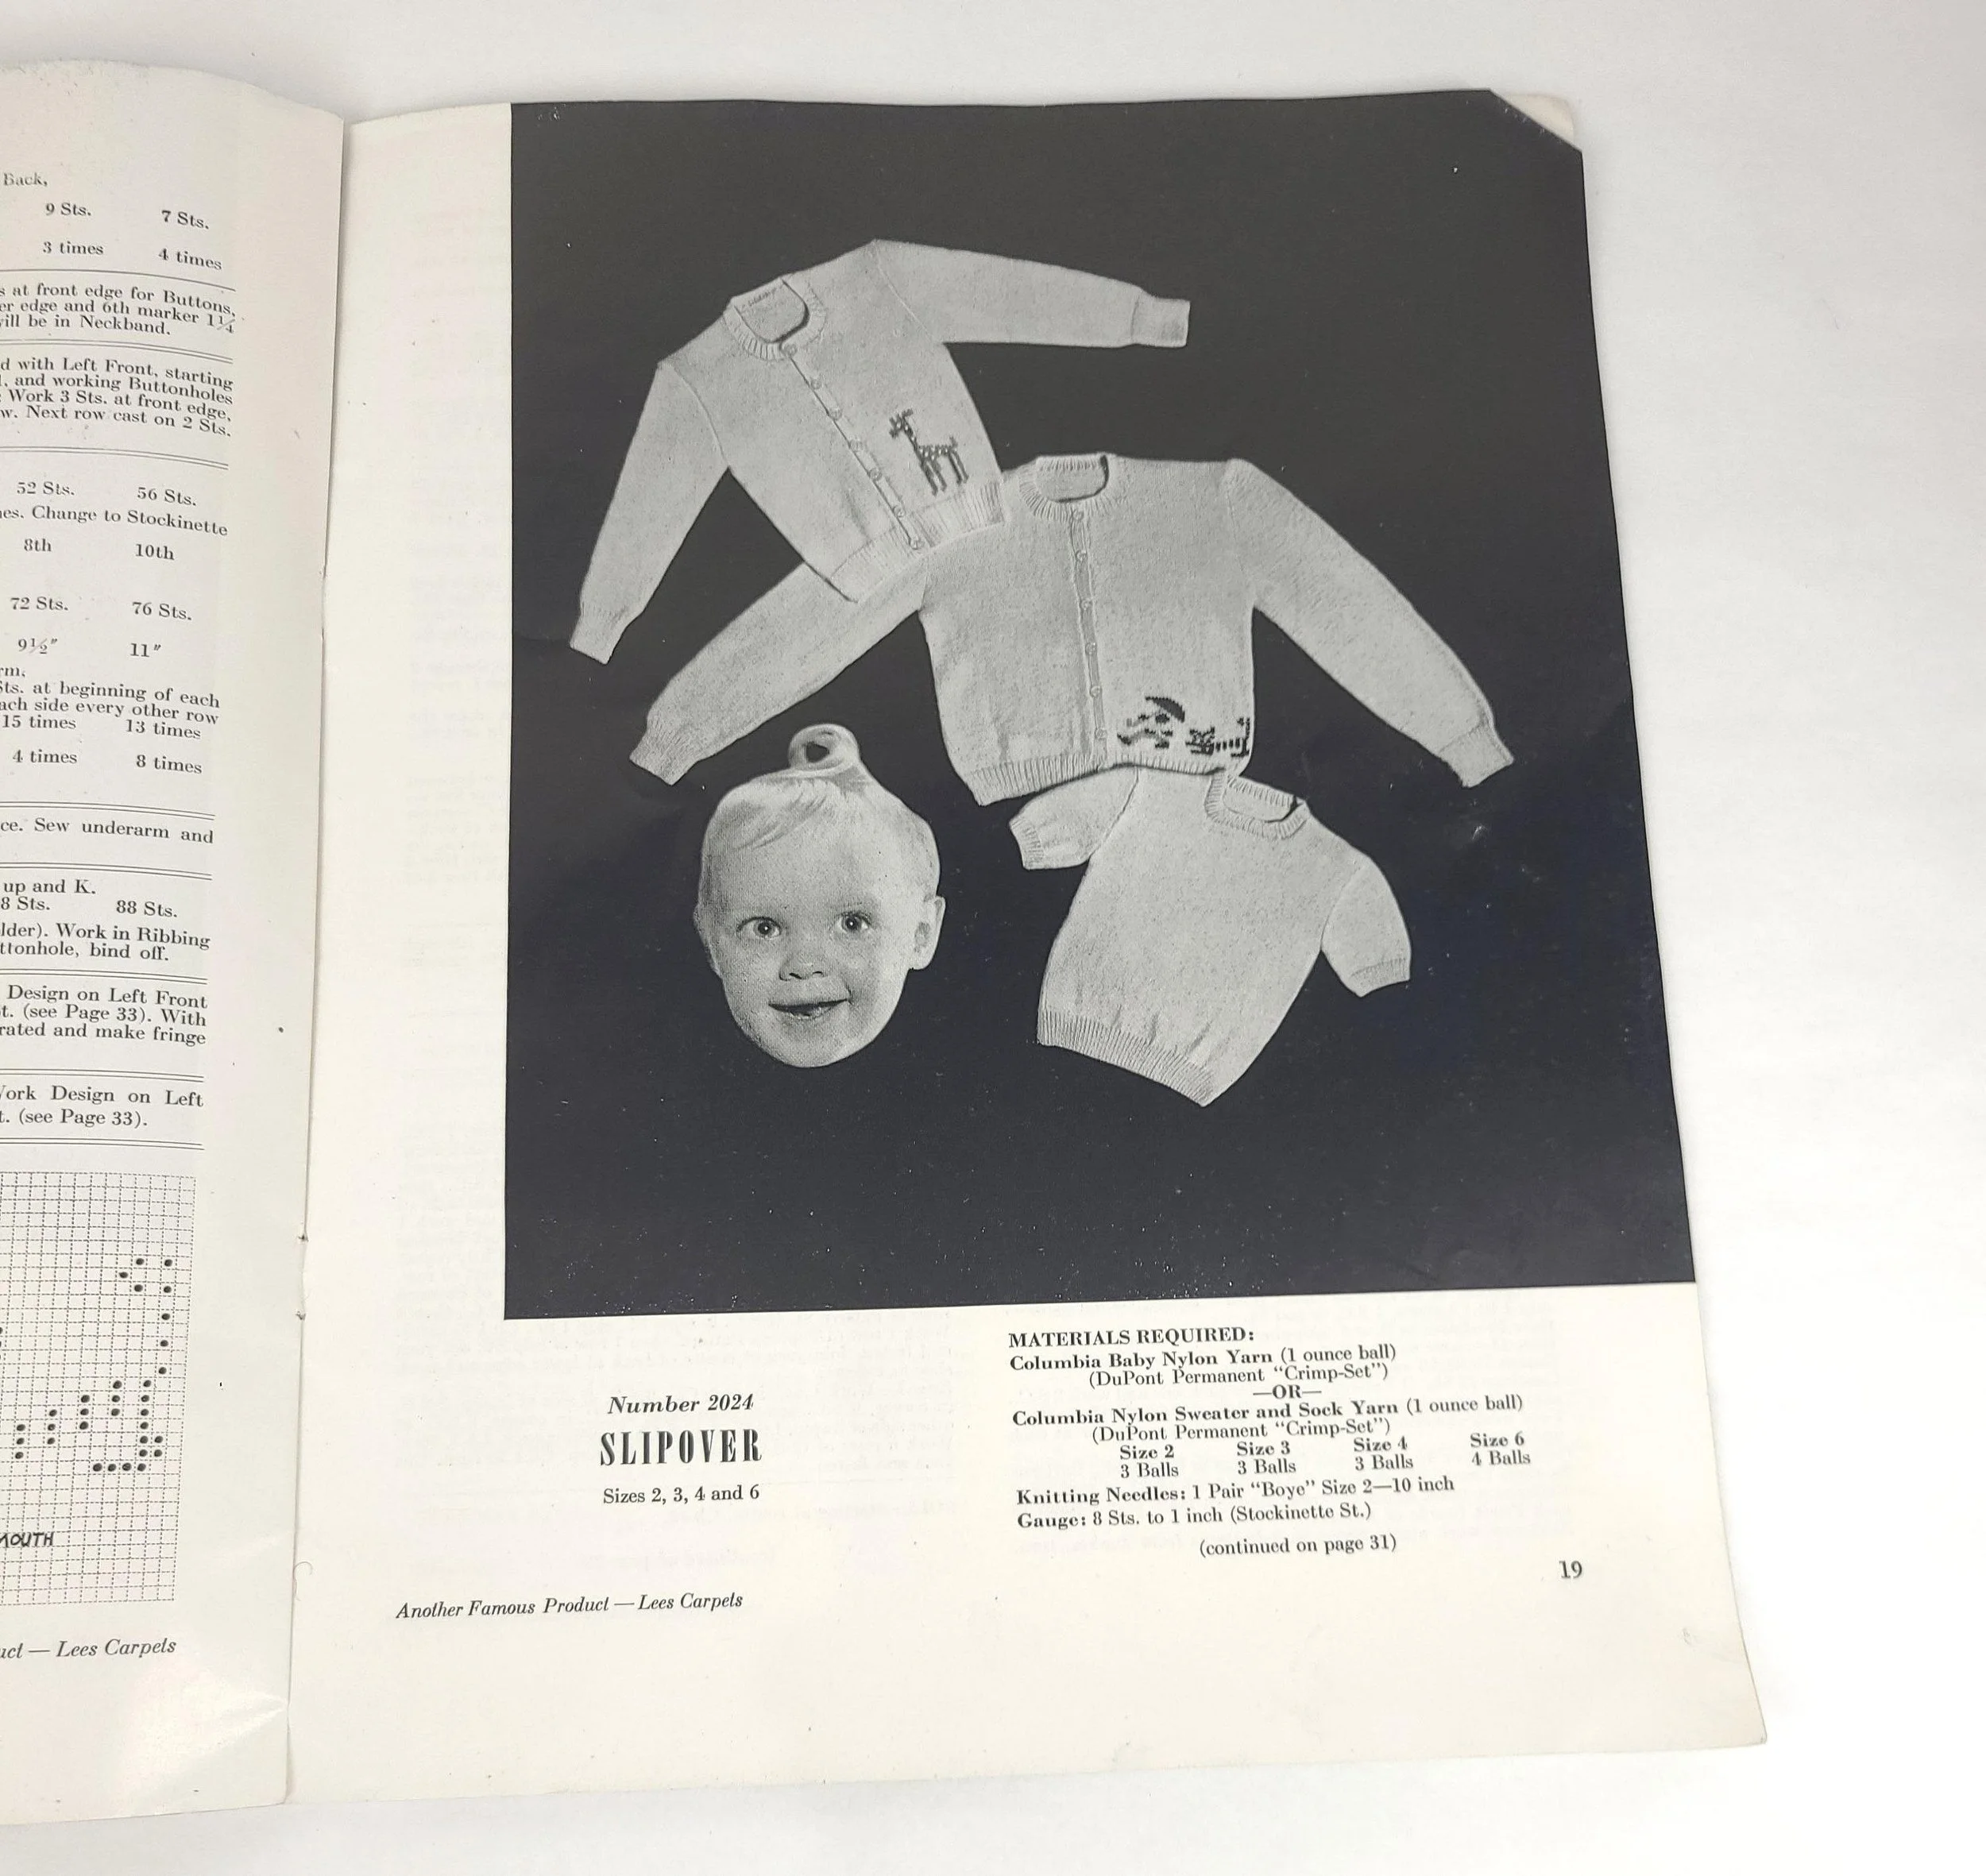 Back,
9 Sts. 7 Sts.
3 times 4 times
s at front edge for Buttons,
er edge and 6th marker 1¼
will be in Neckband.
d with Left Front, starting
and working Buttonholes
Work 3 Sts. at front edge,
w. Next row cast on 2 Sts.
52 Sts. 56 Sts.
es. Change to Stockinette
8th 10th
72 Sts. 76 Sts.
9½" 11"
rm.
Sts. at beginning of each
ach side every other row
15 times 13 times
4 times 8 times
ce. Sew underarm and
up and K.
8 Sts. 88 Sts.
lder). Work in Ribbing
ttonhole, bind off.
Design on Left Front
t. (see Page 33). With
rated and make fringe
Work Design on Left
t. (see Page 33).
MOUTH
uct — Lees Carpets
Number 2024
SLIPOVER
Sizes 2, 3, 4 and 6
MATERIALS REQUIRED:
Columbia Baby Nylon Yarn (1 ounce ball)
(DuPont Permanent “Crimp-Set”)
—OR—
Columbia Nylon Sweater and Sock Yarn (1 ounce ball)
(DuPont Permanent “Crimp-Set”)
Size 2 Size 3 Size 4 Size 6
3 Balls 3 Balls 3 Balls 4 Balls
Knitting Needles: 1 Pair “Boye” Size 2—10 inch
Gauge: 8 Sts. to 1 inch (Stockinette St.)
(continued on page 31)
19
Another Famous Product — Lees Carpets